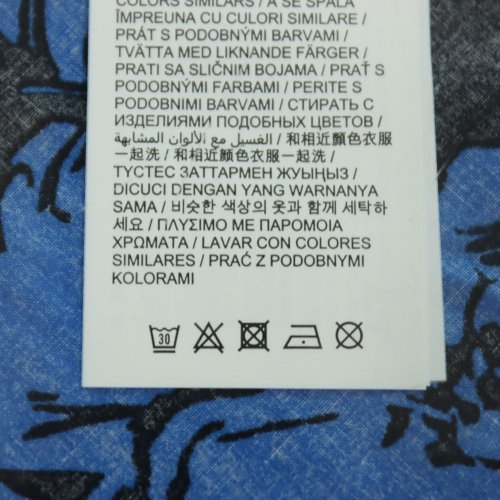 COLORS SIMILARS / A SE SPĂLA
ÎMPREUNA CU CULORI SIMILARE /
PRÁT S PODOBNÝMI BARVAMI /
TVÄTTA MED LIKNANDE FÄRGER /
PRATI SA SLIČNIM BOJAMA / PRAŤ S
PODOBNÝMI FARBAMI / PERITE S
PODOBNIMI BARVAMI / СТИРАТЬ С
ИЗДЕЛИЯМИ ПОДОБНЫХ ЦВЕТОВ /
الغسيل مع الألوان المشابهة / 和相近顏色衣服
一起洗 / 和相近颜色衣服一起洗 /
ТҮСТЕС ЗАТТАРМЕН ЖУЫҢЫЗ /
DICUCI DENGAN YANG WARNANYA
SAMA / 비슷한 색상의 옷과 함께 세탁하
세요 / ΠΛΥΣΙΜΟ ΜΕ ΠΑΡΟΜΟΙΑ
ΧΡΩΜΑΤΑ / LAVAR CON COLORES
SIMILARES / PRAĆ Z PODOBNYMI
KOLORAMI
30